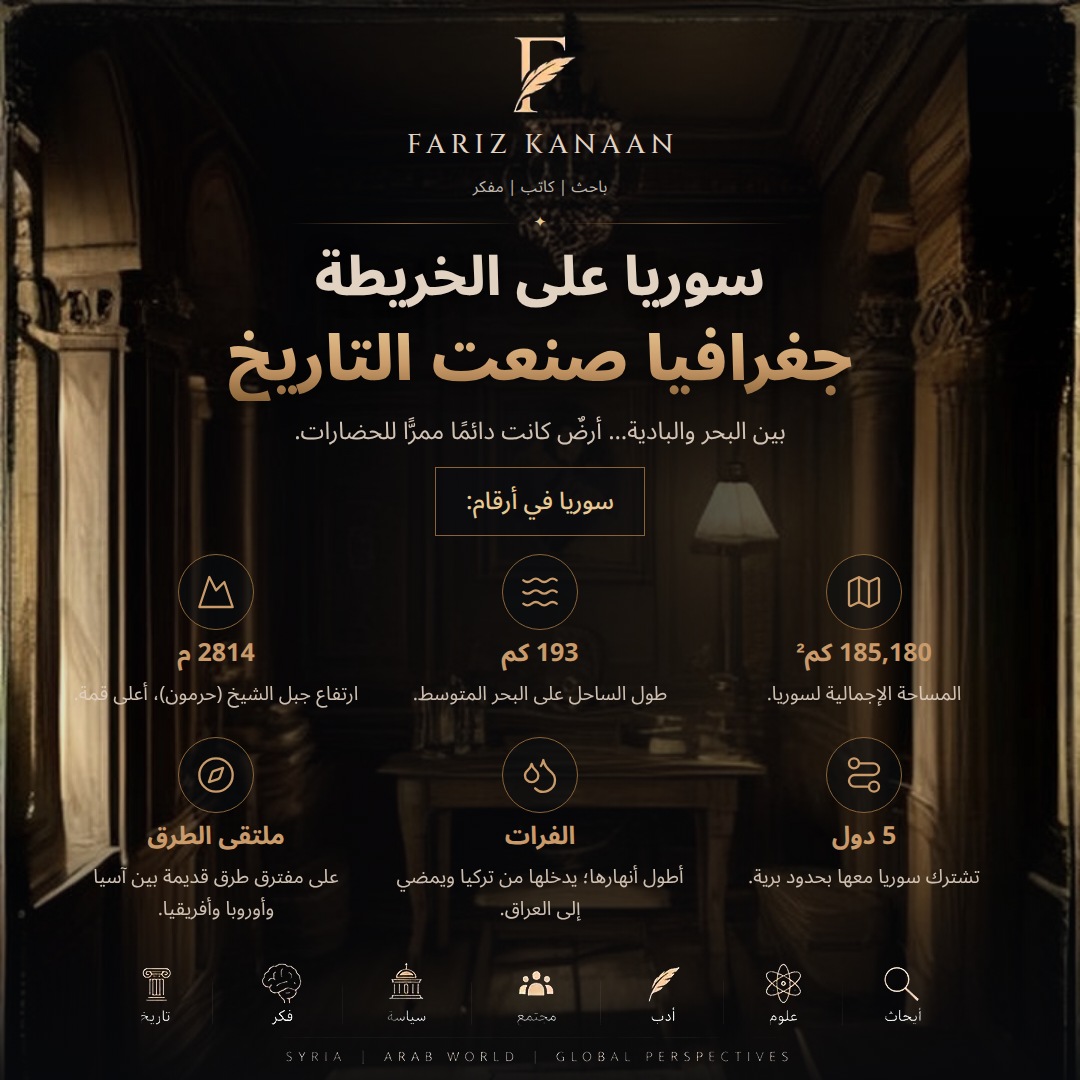 FARIZ KANAAN
باحث | كاتب | مفكر
سوريا على الخريطة
جغرافيا صنعت التاريخ
بين البحر والبادية... أرضٌ كانت دائمًا ممرًّا للحضارات.
سوريا في أرقام:
185,180 كم²
المساحة الإجمالية لسوريا.
193 كم
طول الساحل على البحر المتوسط.
2814 م
ارتفاع جبل الشيخ (حرمون)، أعلى قمة.
5 دول
تشترك سوريا معها بحدود برية.
الفرات
أطول أنهارها؛ يدخلها من تركيا ويمضي
إلى العراق.
ملتقى الطرق
على مفترق طرق قديمة بين آسيا
وأوروبا وأفريقيا.
أبحاث
علوم
أدب
مجتمع
سياسة
فكر
تاريخ
SYRIA | ARAB WORLD | GLOBAL PERSPECTIVES